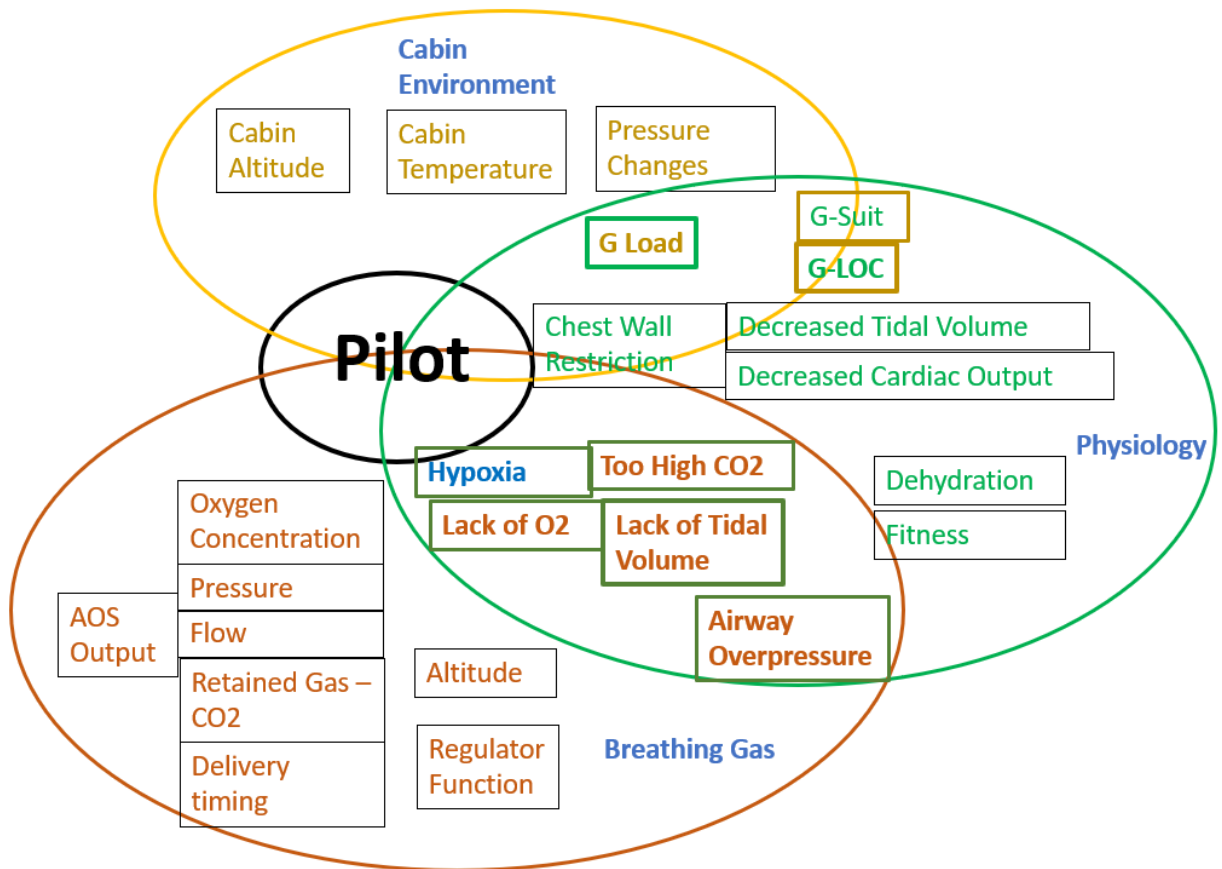 Cabin
Environment
Cabin
Altitude
Cabin
Temperature
Pressure
Changes
G-Suit
G Load
G-LOC
Pilot
Chest Wall
Restriction
Decreased Tidal Volume
Decreased Cardiac Output
Physiology
Hypoxia
Too High CO2
Lack of O2
Lack of Tidal
Volume
Dehydration
Fitness
Oxygen
Concentration
Pressure
AOS
Output
Flow
Retained Gas –
CO2
Delivery
timing
Altitude
Regulator
Function
Airway
Overpressure
Breathing Gas